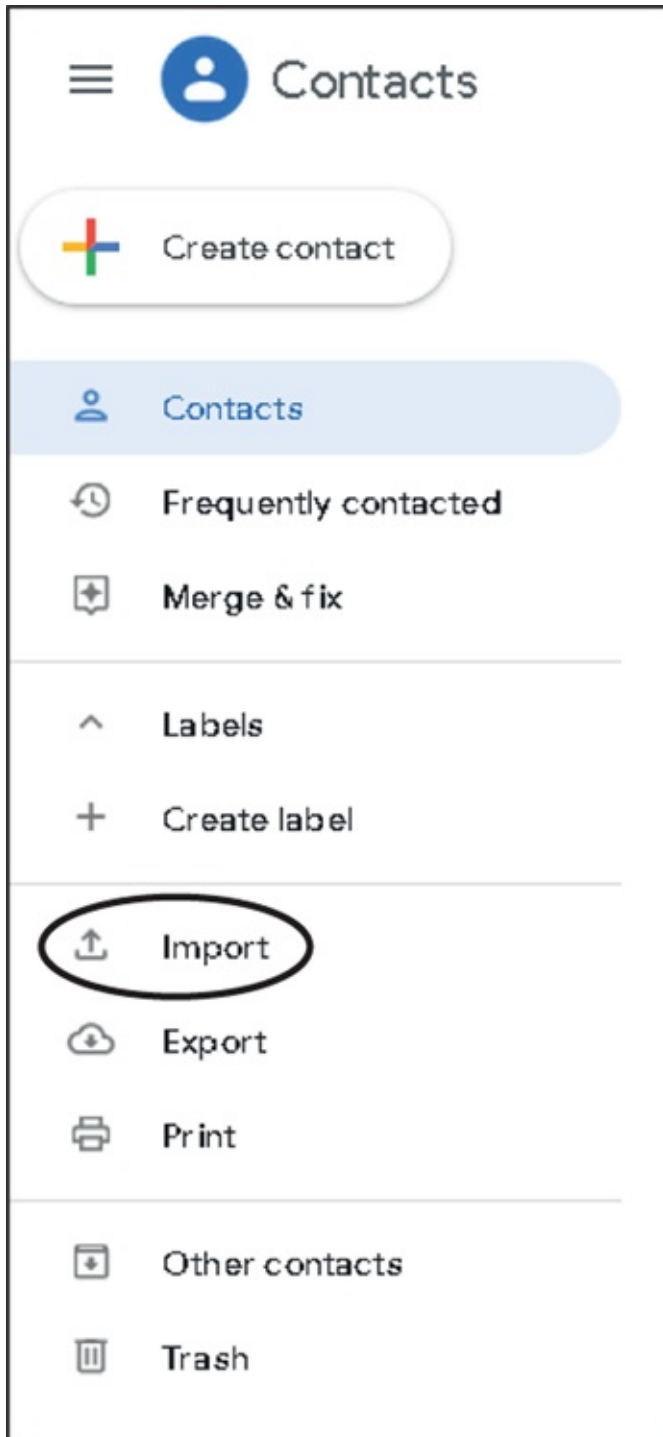 Contacts
Create contact
Contacts
Frequently contacted
Merge & fix
Labels
Create label
Import
Export
Print
Other contacts
Trash